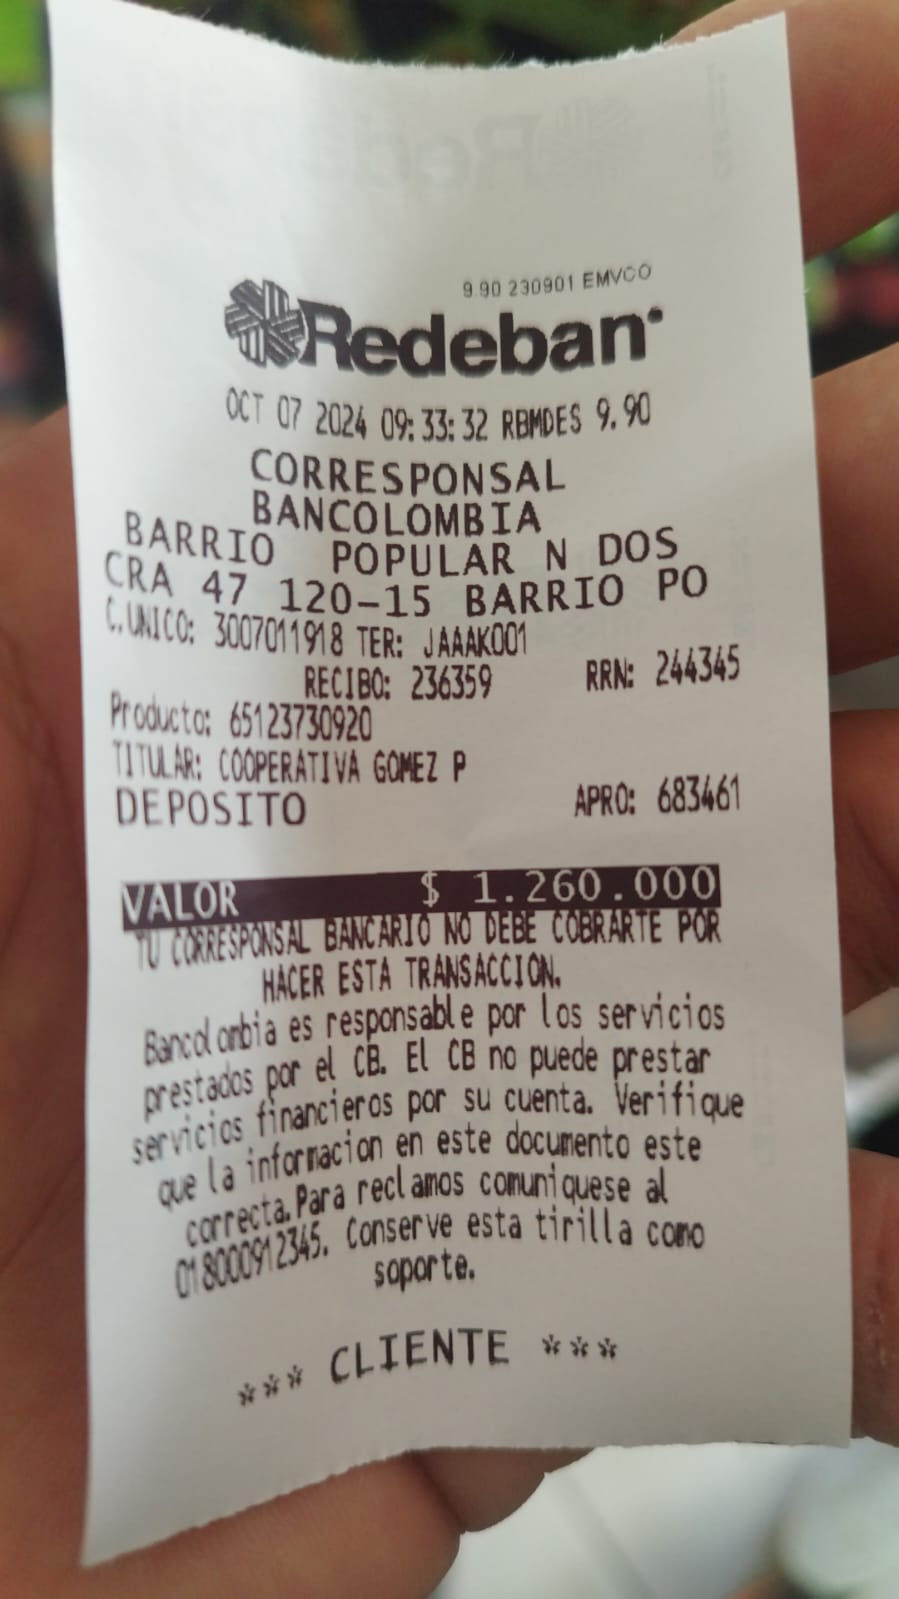 9.90 230901 EMVCO
Redeban
OCT 07 2024 09:33:32 RBMDES 9.90
CORRESPONSAL
BANCOLOMBIA
BARRIO POPULAR N DOS
CRA 47 120-15 BARRIO PO
C.UNICO: 3007011918 TER: JAAAK001
RECIBO: 236359 RRN: 244345
Producto: 65123730920
TITULAR: COOPERATIVA GOMEZ P
DEPOSITO APRO: 683461
VALOR $ 1.260.000
TU CORRESPONSAL BANCARIO NO DEBE COBRARTE POR
HACER ESTA TRANSACCION.
Bancolombia es responsable por los servicios
prestados por el CB. El CB no puede prestar
servicios financieros por su cuenta. Verifique
que la informacion en este documento este
correcta.Para reclamos comuniquese al
018000912345. Conserve esta tirilla como
soporte.
*** CLIENTE ***